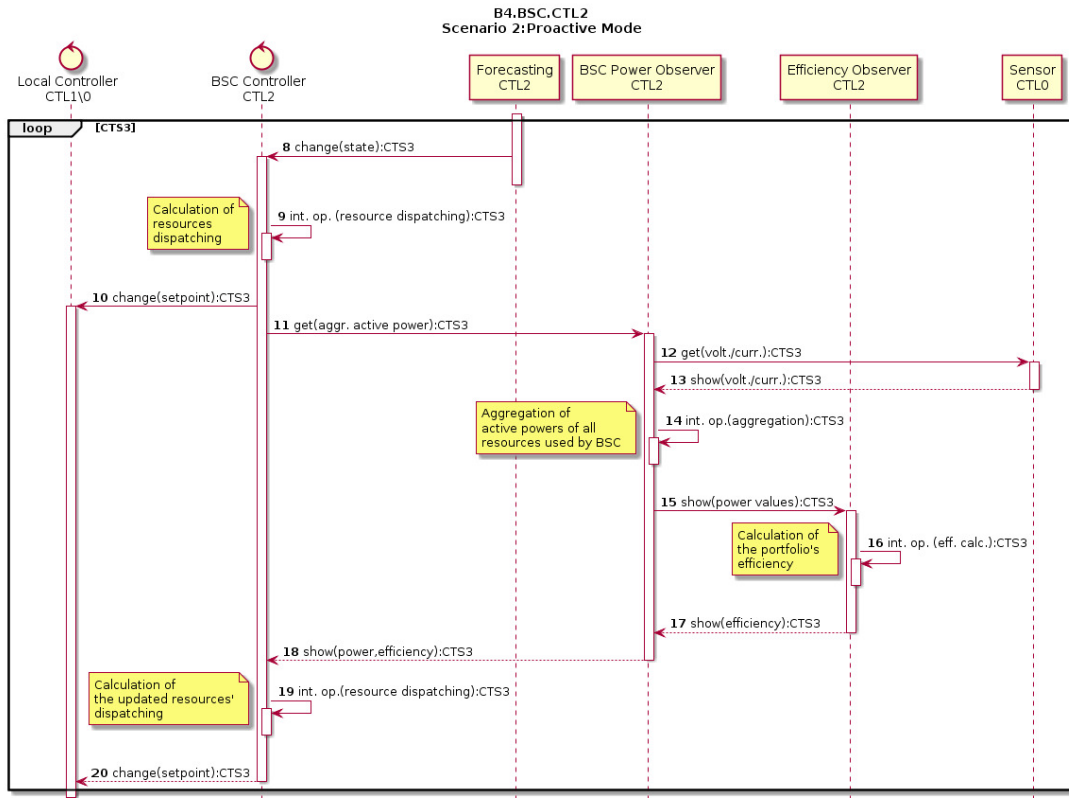 B4.BSC.CTL2
Scenario 2:Proactive Mode
Local Controller
CTL1\0
BSC Controller
CTL2
Forecasting
CTL2
BSC Power Observer
CTL2
Efficiency Observer
CTL2
Sensor
CTL0
loop [CTS3]
8 change(state):CTS3
Calculation of
resources
dispatching
9 int. op. (resource dispatching):CTS3
10 change(setpoint):CTS3
11 get(aggr. active power):CTS3
12 get(volt./curr.):CTS3
13 show(volt./curr.):CTS3
Aggregation of
active powers of all
resources used by BSC
14 int. op.(aggregation):CTS3
15 show(power values):CTS3
Calculation of
the portfolio's
efficiency
16 int. op. (eff. calc.):CTS3
17 show(efficiency):CTS3
18 show(power,efficiency):CTS3
Calculation of
the updated resources'
dispatching
19 int. op.(resource dispatching):CTS3
20 change(setpoint):CTS3